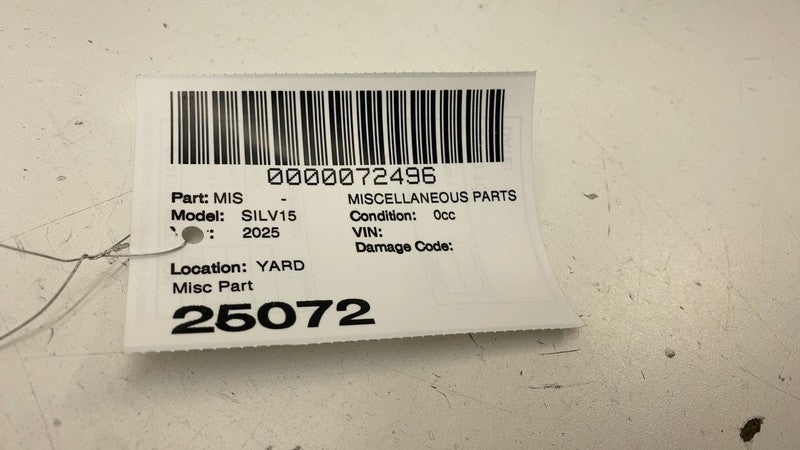 0000072496
Part: MIS - MISCELLANEOUS PARTS
Model: SILV15 Condition: 0cc
: 2025 VIN:
Damage Code:
Location: YARD
Misc Part
25072